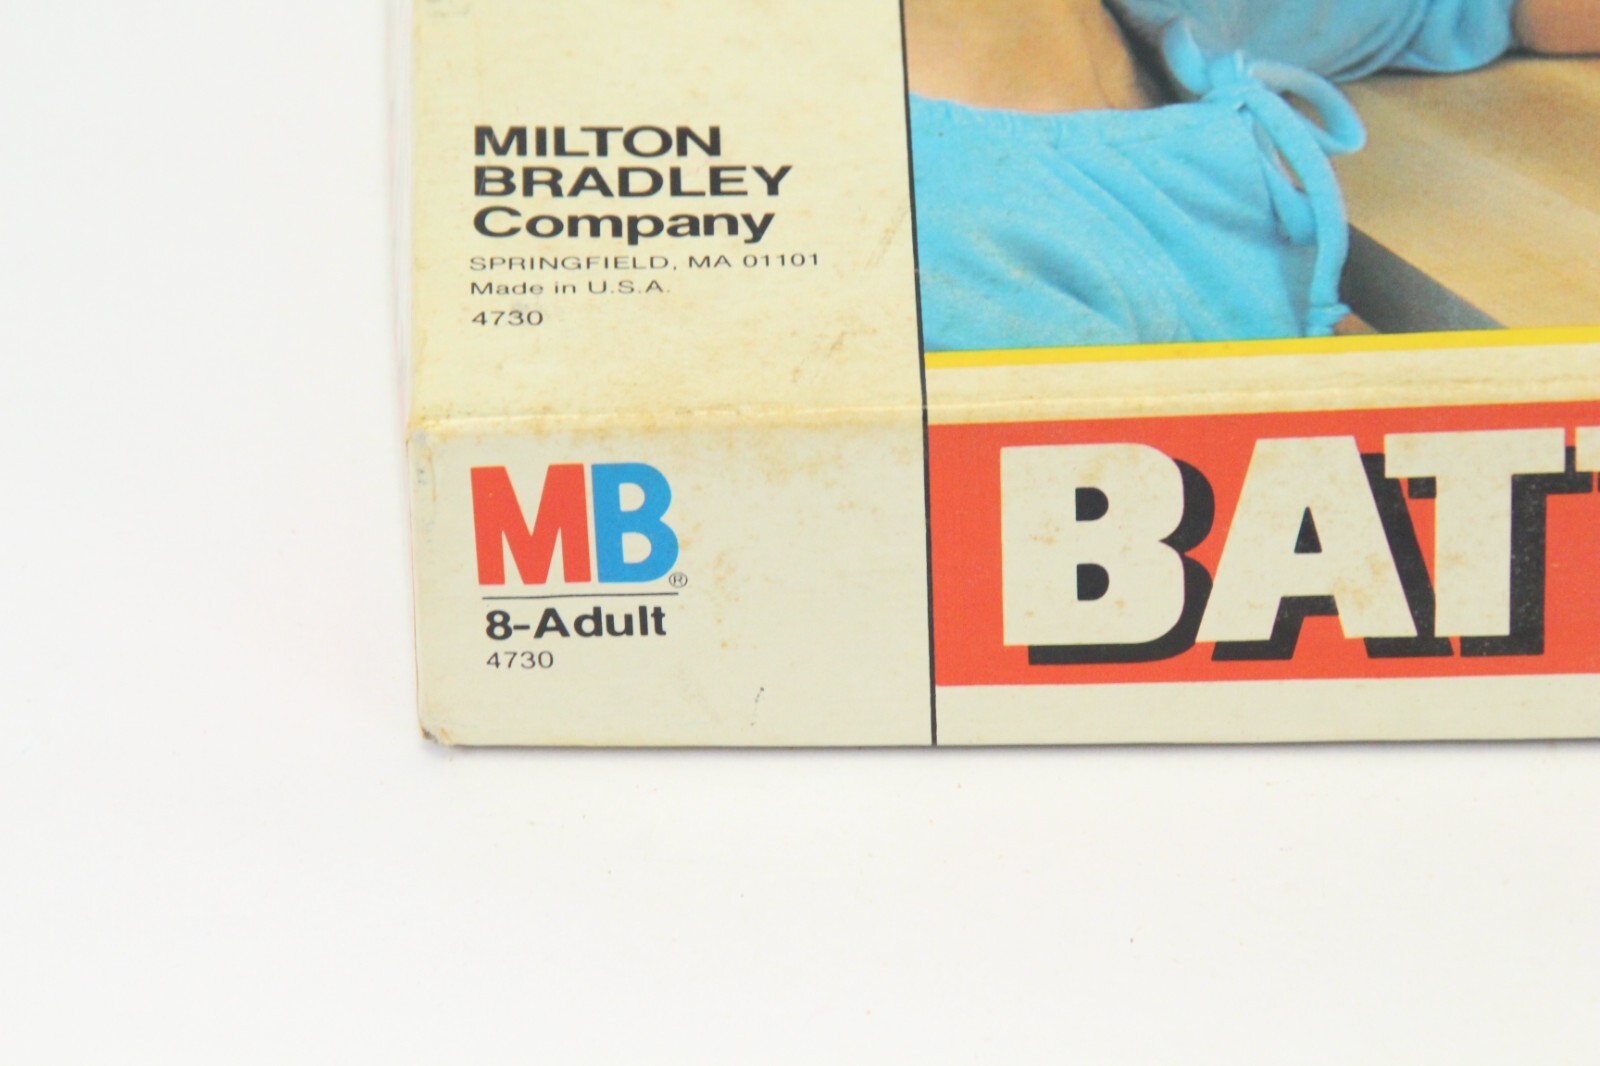 MILTON
BRADLEY
Company
SPRINGFIELD, MA 01101
Made in U.S.A.
4730
MB®
8-Adult
4730
BAT